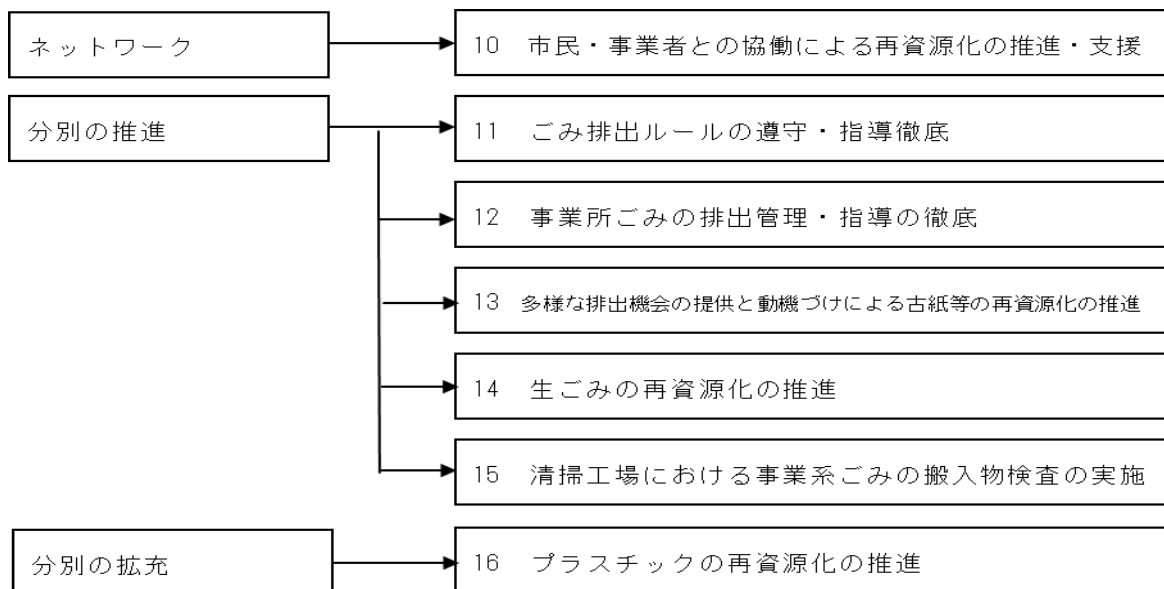 ネットワーク
10 市民・事業者との協働による再資源化の推進・支援
分別の推進
11 ごみ排出ルールの遵守・指導徹底
12 事業所ごみの排出管理・指導の徹底
13 多様な排出機会の提供と動機づけによる古紙等の再資源化の推進
14 生ごみの再資源化の推進
15 清掃工場における事業系ごみの搬入物検査の実施
分別の拡充
16 プラスチックの再資源化の推進